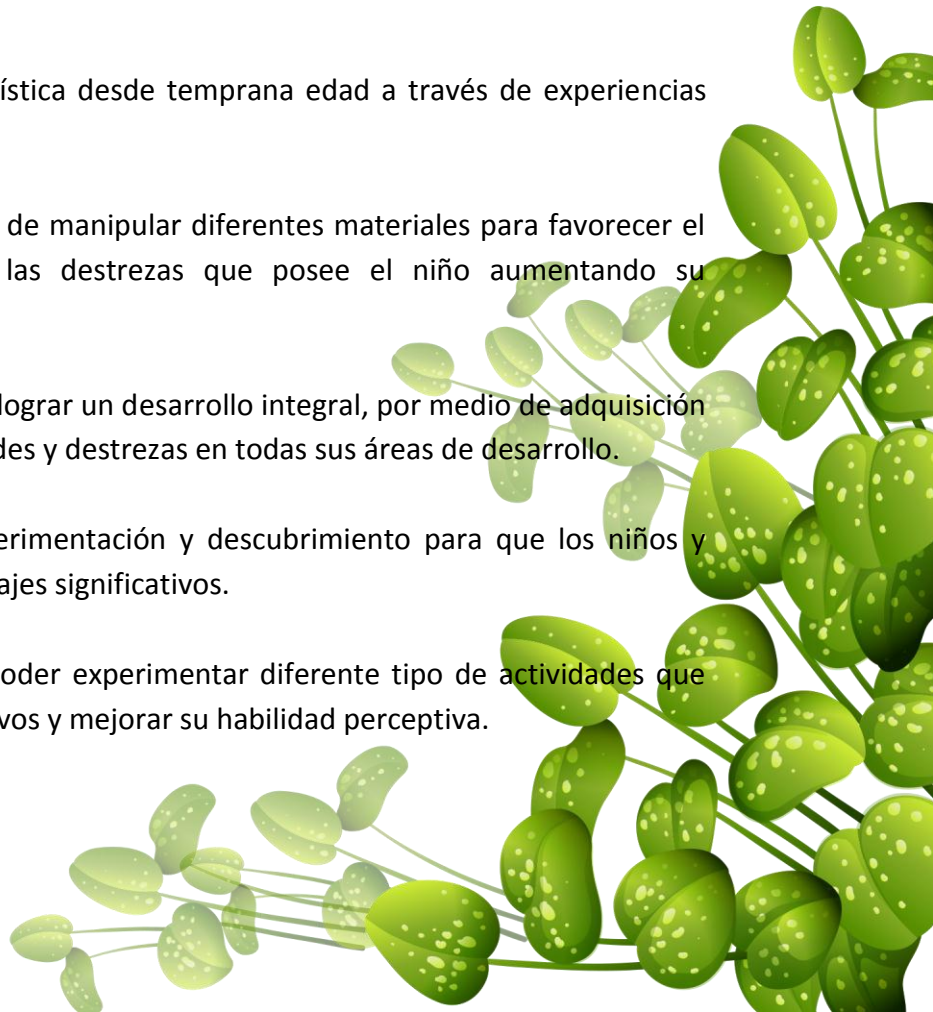 ística desde temprana edad a través de experiencias
de manipular diferentes materiales para favorecer el
las destrezas que posee el niño aumentando su
lograr un desarrollo integral, por medio de adquisición
des y destrezas en todas sus áreas de desarrollo.
erimentación y descubrimiento para que los niños y
ajes significativos.
oder experimentar diferente tipo de actividades que
vos y mejorar su habilidad perceptiva.